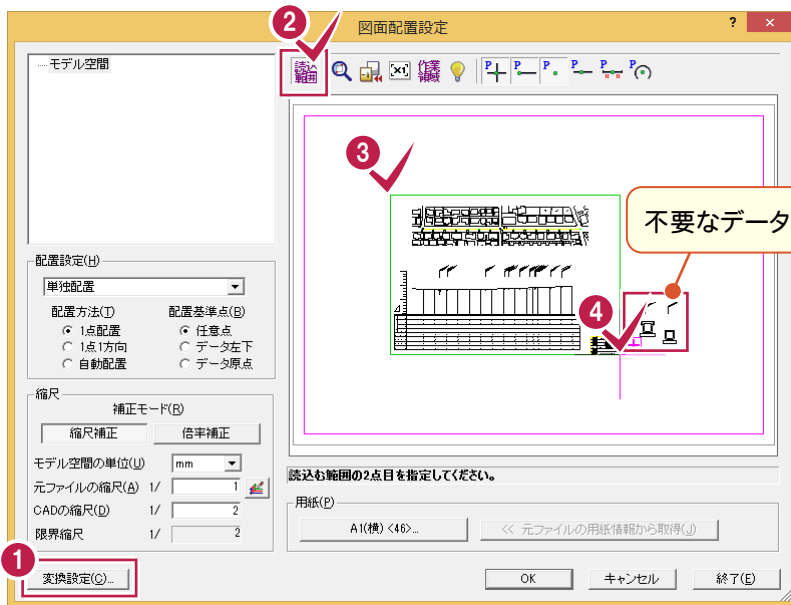 図面配置設定
? ×
モデル空間
読込範囲
×1
作業領域
P P P P P P
不要なデータ
配置設定(H)
単独配置
配置方法(T) 配置基準点(B)
1点配置 任意点
1点1方向 データ左下
自動配置 データ原点
縮尺
補正モード(R)
縮尺補正 倍率補正
モデル空間の単位(U) mm
元ファイルの縮尺(A) 1/ 1
CADの縮尺(D) 1/ 2
限界縮尺 1/ 2
読込む範囲の2点目を指定してください。
用紙(P)
A1(横) <46>... << 元ファイルの用紙情報から取得(J)
変換設定(C)... OK キャンセル 終了(E)
1
2
3
4